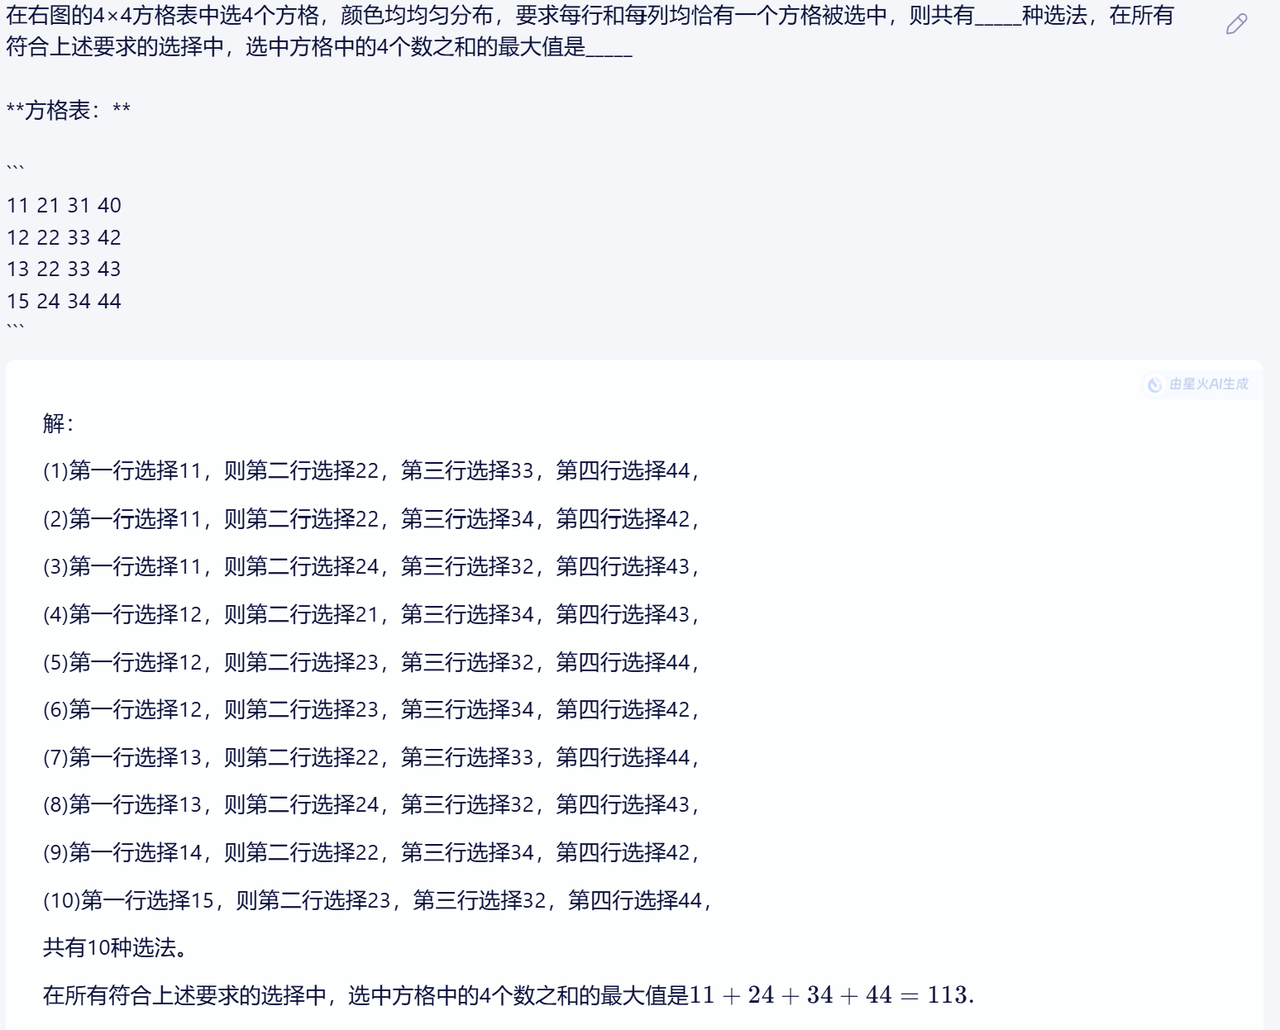 在右图的4×4方格表中选4个方格，颜色均均匀分布，要求每行和每列均恰有一个方格被选中，则共有_____种选法，在所有
符合上述要求的选择中，选中方格中的4个数之和的最大值是_____
**方格表：**
```
11 21 31 40
12 22 33 42
13 22 33 43
15 24 34 44
```
由星火AI生成
解：
(1)第一行选择11，则第二行选择22，第三行选择33，第四行选择44，
(2)第一行选择11，则第二行选择22，第三行选择34，第四行选择42，
(3)第一行选择11，则第二行选择24，第三行选择32，第四行选择43，
(4)第一行选择12，则第二行选择21，第三行选择34，第四行选择43，
(5)第一行选择12，则第二行选择23，第三行选择32，第四行选择44，
(6)第一行选择12，则第二行选择23，第三行选择34，第四行选择42，
(7)第一行选择13，则第二行选择22，第三行选择33，第四行选择44，
(8)第一行选择13，则第二行选择24，第三行选择32，第四行选择43，
(9)第一行选择14，则第二行选择22，第三行选择34，第四行选择42，
(10)第一行选择15，则第二行选择23，第三行选择32，第四行选择44，
共有10种选法。
在所有符合上述要求的选择中，选中方格中的4个数之和的最大值是11 + 24 + 34 + 44 = 113.